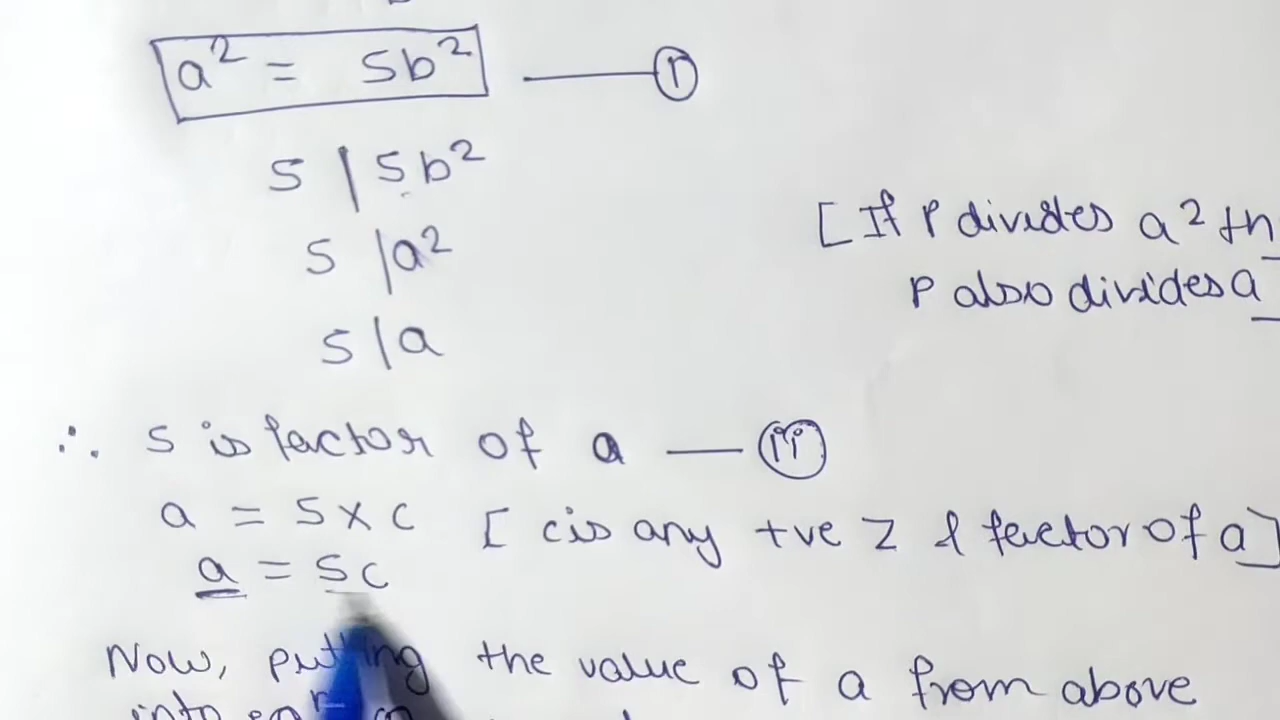 a² = 5b² — (i)
5 | 5b²
5 | a²
[If P divides a²
P also divides a
5 | a
∴ 5 is factor of a — (ii)
a = 5 × c [c is any +ve Z & factor of a]
a = 5c
Now, putting the value of a from above
into